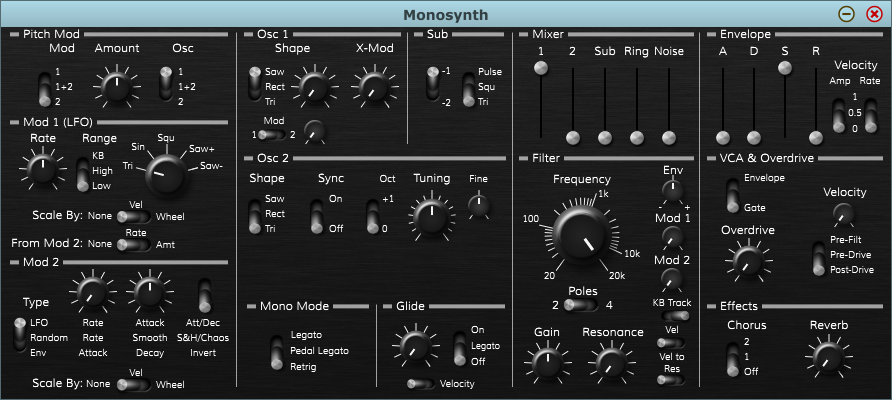 Monosynth
Pitch Mod
Mod Amount Osc
1 1
1+2 1+2
2 2
Mod 1 (LFO)
Rate Range Squ
Sin Saw+
KB
High Tri Saw-
Low
Scale By: None Vel Wheel
From Mod 2: None Rate Amt
Mod 2
Type
LFO Rate Attack Att/Dec
Random Rate Smooth S&H/Chaos
Env Attack Decay Invert
Scale By: None Vel Wheel
Osc 1
Shape X-Mod
Saw
Rect
Tri
Mod
1 2
Sub
-1 Pulse
Squ
-2 Tri
Osc 2
Shape Sync Oct Tuning Fine
Saw On +1
Rect
Tri Off 0
Mono Mode
Legato
Pedal Legato
Retrig
Glide
On
Legato
Off
Velocity
Mixer
1 2 Sub Ring Noise
Filter
Frequency Env
1k - +
100 Mod 1
10k
20 20k Mod 2
Poles
2 4 KB Track
Gain Resonance Vel
Vel to
Res
Envelope
A D S R Velocity
Amp Rate
1
0.5
0
VCA & Overdrive
Envelope
Gate Velocity
Overdrive Pre-Filt
Pre-Drive
Post-Drive
Effects
Chorus Reverb
2
1
Off